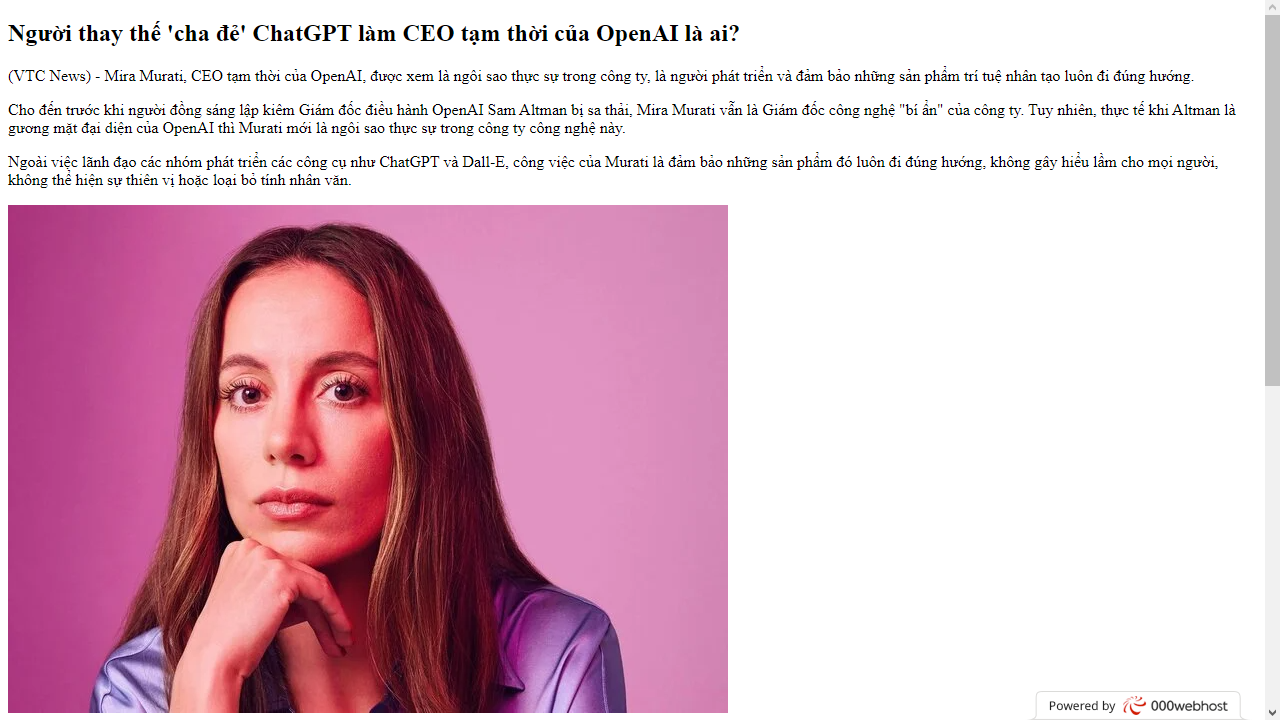 Người thay thế 'cha đẻ' ChatGPT làm CEO tạm thời của OpenAI là ai?
(VTC News) - Mira Murati, CEO tạm thời của OpenAI, được xem là ngôi sao thực sự trong công ty, là người phát triển và đảm bảo những sản phẩm trí tuệ nhân tạo luôn đi đúng hướng.
Cho đến trước khi người đồng sáng lập kiêm Giám đốc điều hành OpenAI Sam Altman bị sa thải, Mira Murati vẫn là Giám đốc công nghệ "bí ẩn" của công ty. Tuy nhiên, thực tế khi Altman là
gương mặt đại diện của OpenAI thì Murati mới là ngôi sao thực sự trong công ty công nghệ này.
Ngoài việc lãnh đạo các nhóm phát triển các công cụ như ChatGPT và Dall-E, công việc của Murati là đảm bảo những sản phẩm đó luôn đi đúng hướng, không gây hiểu lầm cho mọi người,
không thể hiện sự thiên vị hoặc loại bỏ tính nhân văn.
Powered by 000webhost